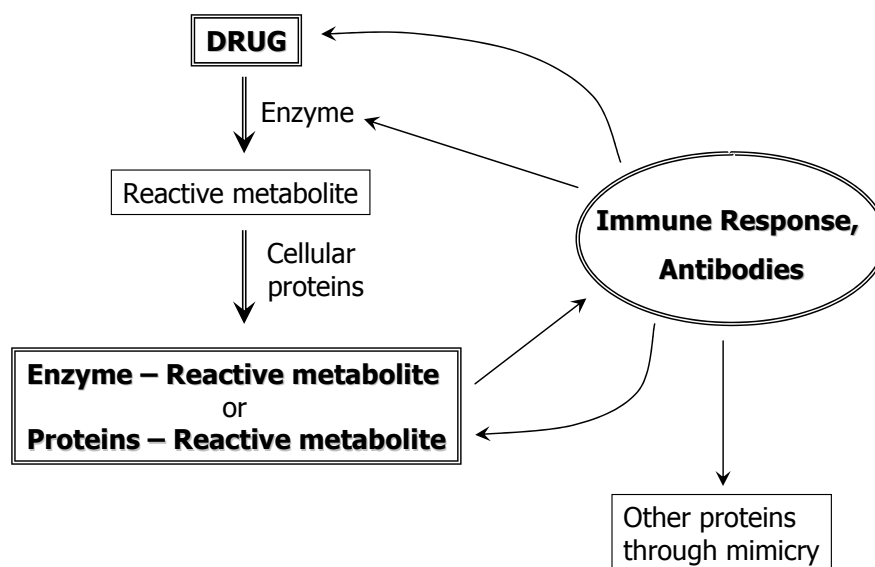 DRUG
Enzyme
Reactive metabolite
Cellular
proteins
Immune Response,
Antibodies
Enzyme – Reactive metabolite
or
Proteins – Reactive metabolite
Other proteins
through mimicry